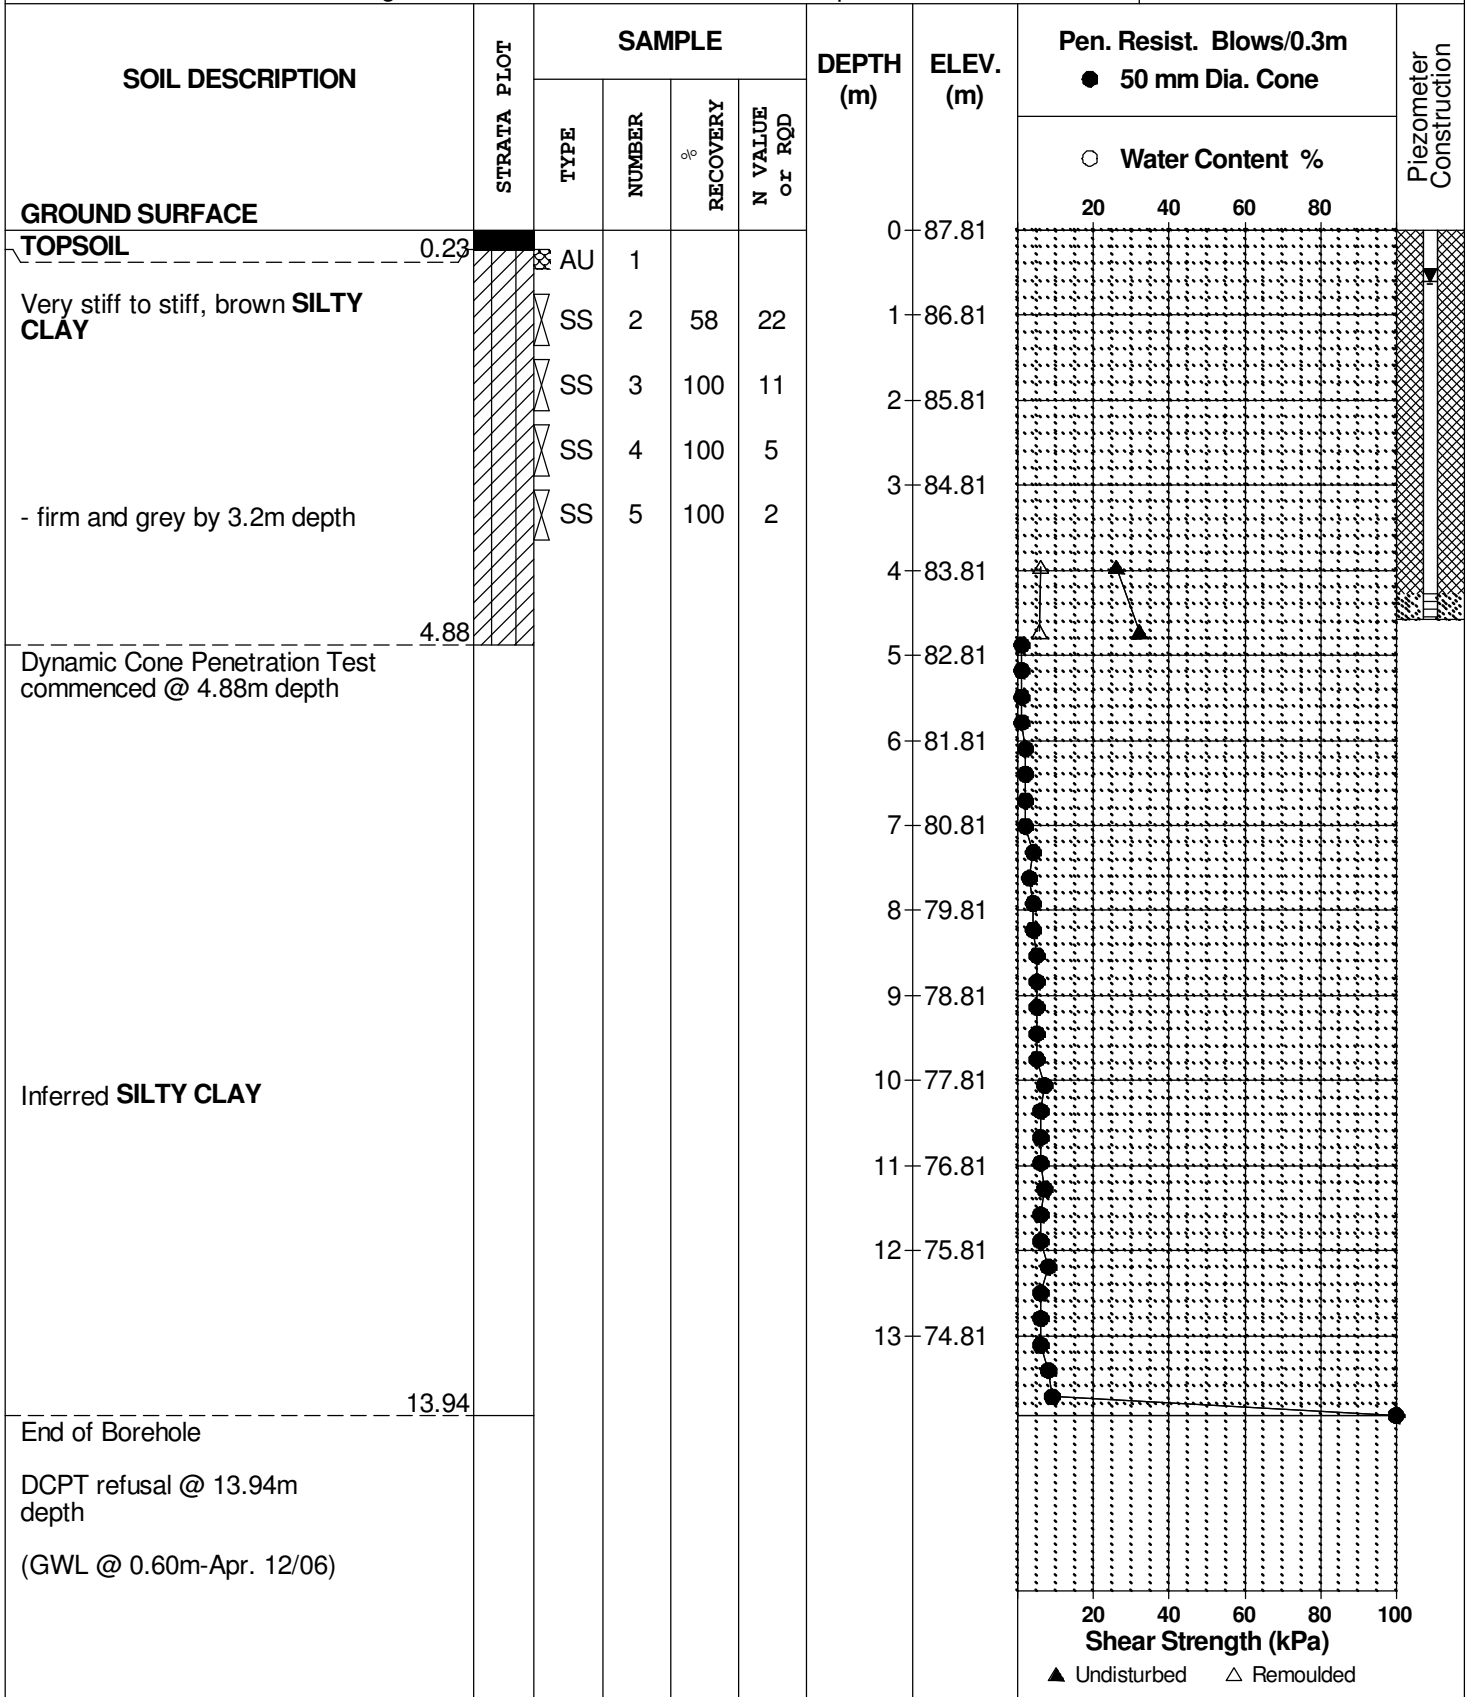 SOIL DESCRIPTION
GROUND SURFACE
STRATA PLOT
SAMPLE
TYPE
NUMBER
%
RECOVERY
N VALUE
or RQD
DEPTH
(m)
ELEV.
(m)
Pen. Resist. Blows/0.3m
● 50 mm Dia. Cone
○ Water Content %
20 40 60 80
Piezometer
Construction
TOPSOIL 0.23
Very stiff to stiff, brown SILTY
CLAY
- firm and grey by 3.2m depth
4.88
Dynamic Cone Penetration Test
commenced @ 4.88m depth
Inferred SILTY CLAY
13.94
End of Borehole
DCPT refusal @ 13.94m
depth
(GWL @ 0.60m-Apr. 12/06)
AU 1
SS 2 58 22
SS 3 100 11
SS 4 100 5
SS 5 100 2
0 87.81
1 86.81
2 85.81
3 84.81
4 83.81
5 82.81
6 81.81
7 80.81
8 79.81
9 78.81
10 77.81
11 76.81
12 75.81
13 74.81
20 40 60 80 100
Shear Strength (kPa)
▲ Undisturbed △ Remoulded